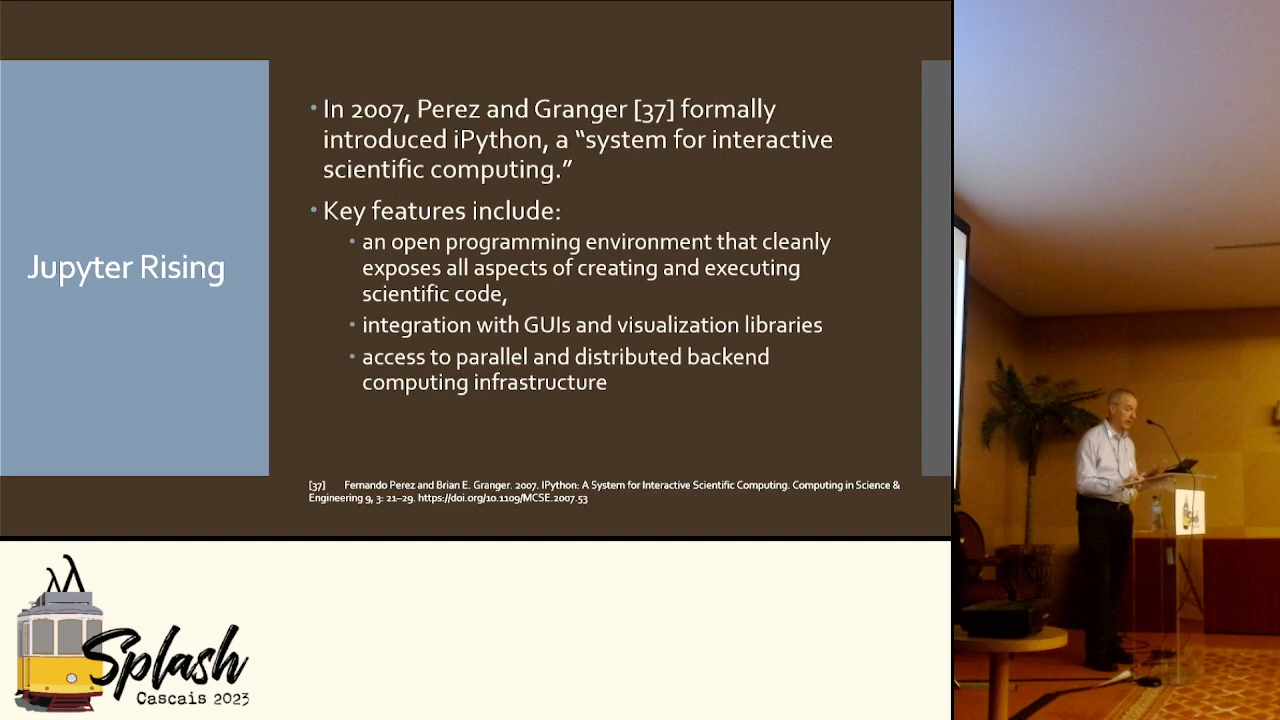 Jupyter Rising
• In 2007, Perez and Granger [37] formally
introduced iPython, a “system for interactive
scientific computing.”
• Key features include:
• an open programming environment that cleanly
exposes all aspects of creating and executing
scientific code,
• integration with GUIs and visualization libraries
• access to parallel and distributed backend
computing infrastructure
[37] Fernando Perez and Brian E. Granger. 2007. IPython: A System for Interactive Scientific Computing. Computing in Science &
Engineering 9, 3: 21–29. https://doi.org/10.1109/MCSE.2007.53
Splash
Cascais 2023